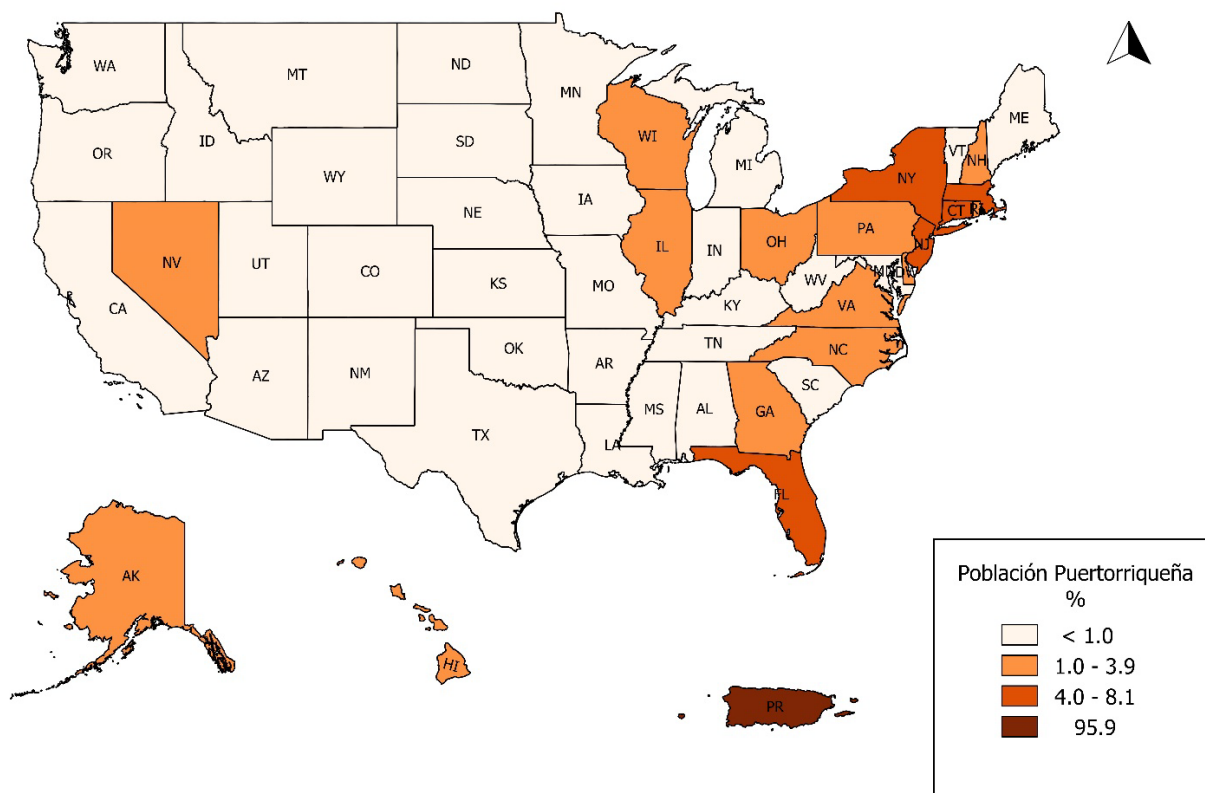 WA
MT
ND
MN
ME
OR
ID
SD
WI
VT
NH
WY
MI
NY
IA
NE
CT
PA
NJ
NV
UT
CO
IL
IN
OH
KS
MO
WV
VA
CA
KY
OK
TN
NC
AZ
NM
AR
SC
MS
AL
GA
TX
LA
FL
AK
HI
PR
Población Puertorriqueña
%
< 1.0
1.0 - 3.9
4.0 - 8.1
95.9